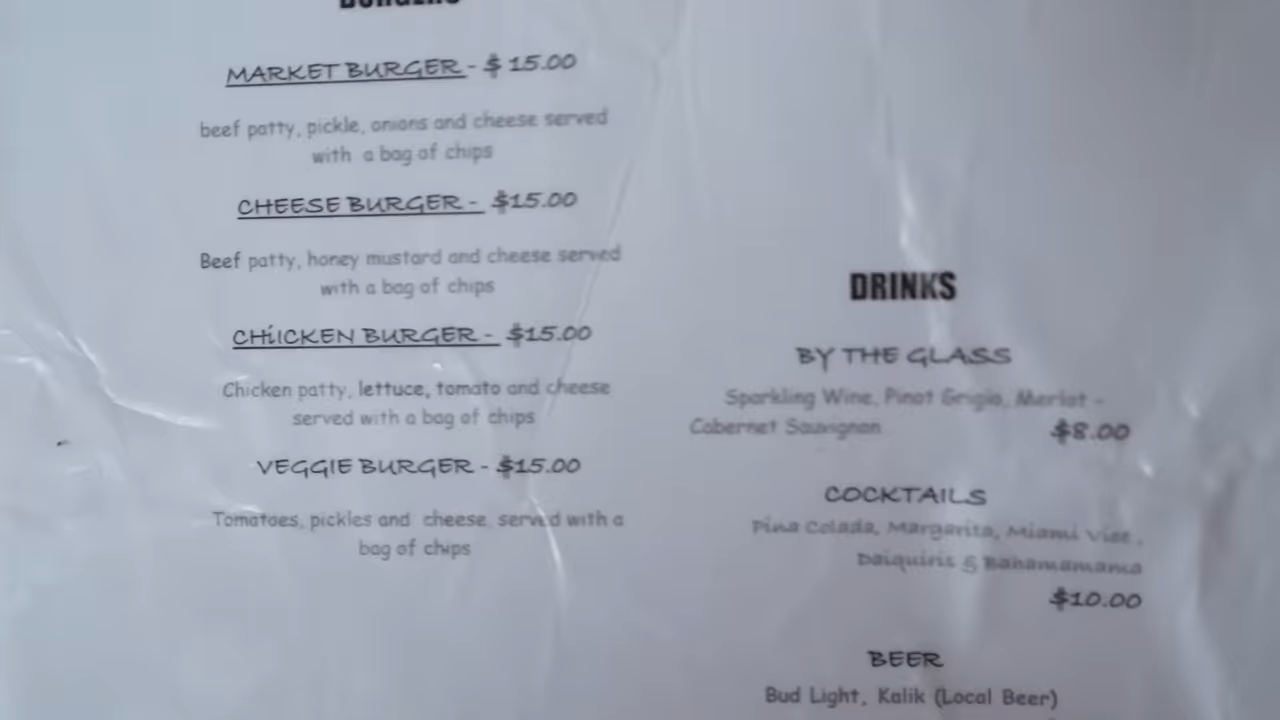 BURGERS
MARKET BURGER - $ 15.00
beef patty, pickle, onions and cheese served
with a bag of chips
CHEESE BURGER - $15.00
Beef patty, honey mustard and cheese served
with a bag of chips
CHiICKEN BURGER - $15.00
Chicken patty, lettuce, tomato and cheese
served with a bag of chips
VEGGIE BURGER - $15.00
Tomatoes, pickles and cheese, served with a
bag of chips
DRINKS
BY THE GLASS
Sparkling Wine, Pinot Grigio, Merlot -
Cabernet Sauvignon $8.00
COCKTAILS
Pina Colada, Margarita, Miami Vice,
Daiquiris & Bahamamama
$10.00
BEER
Bud Light, Kalik (Local Beer)